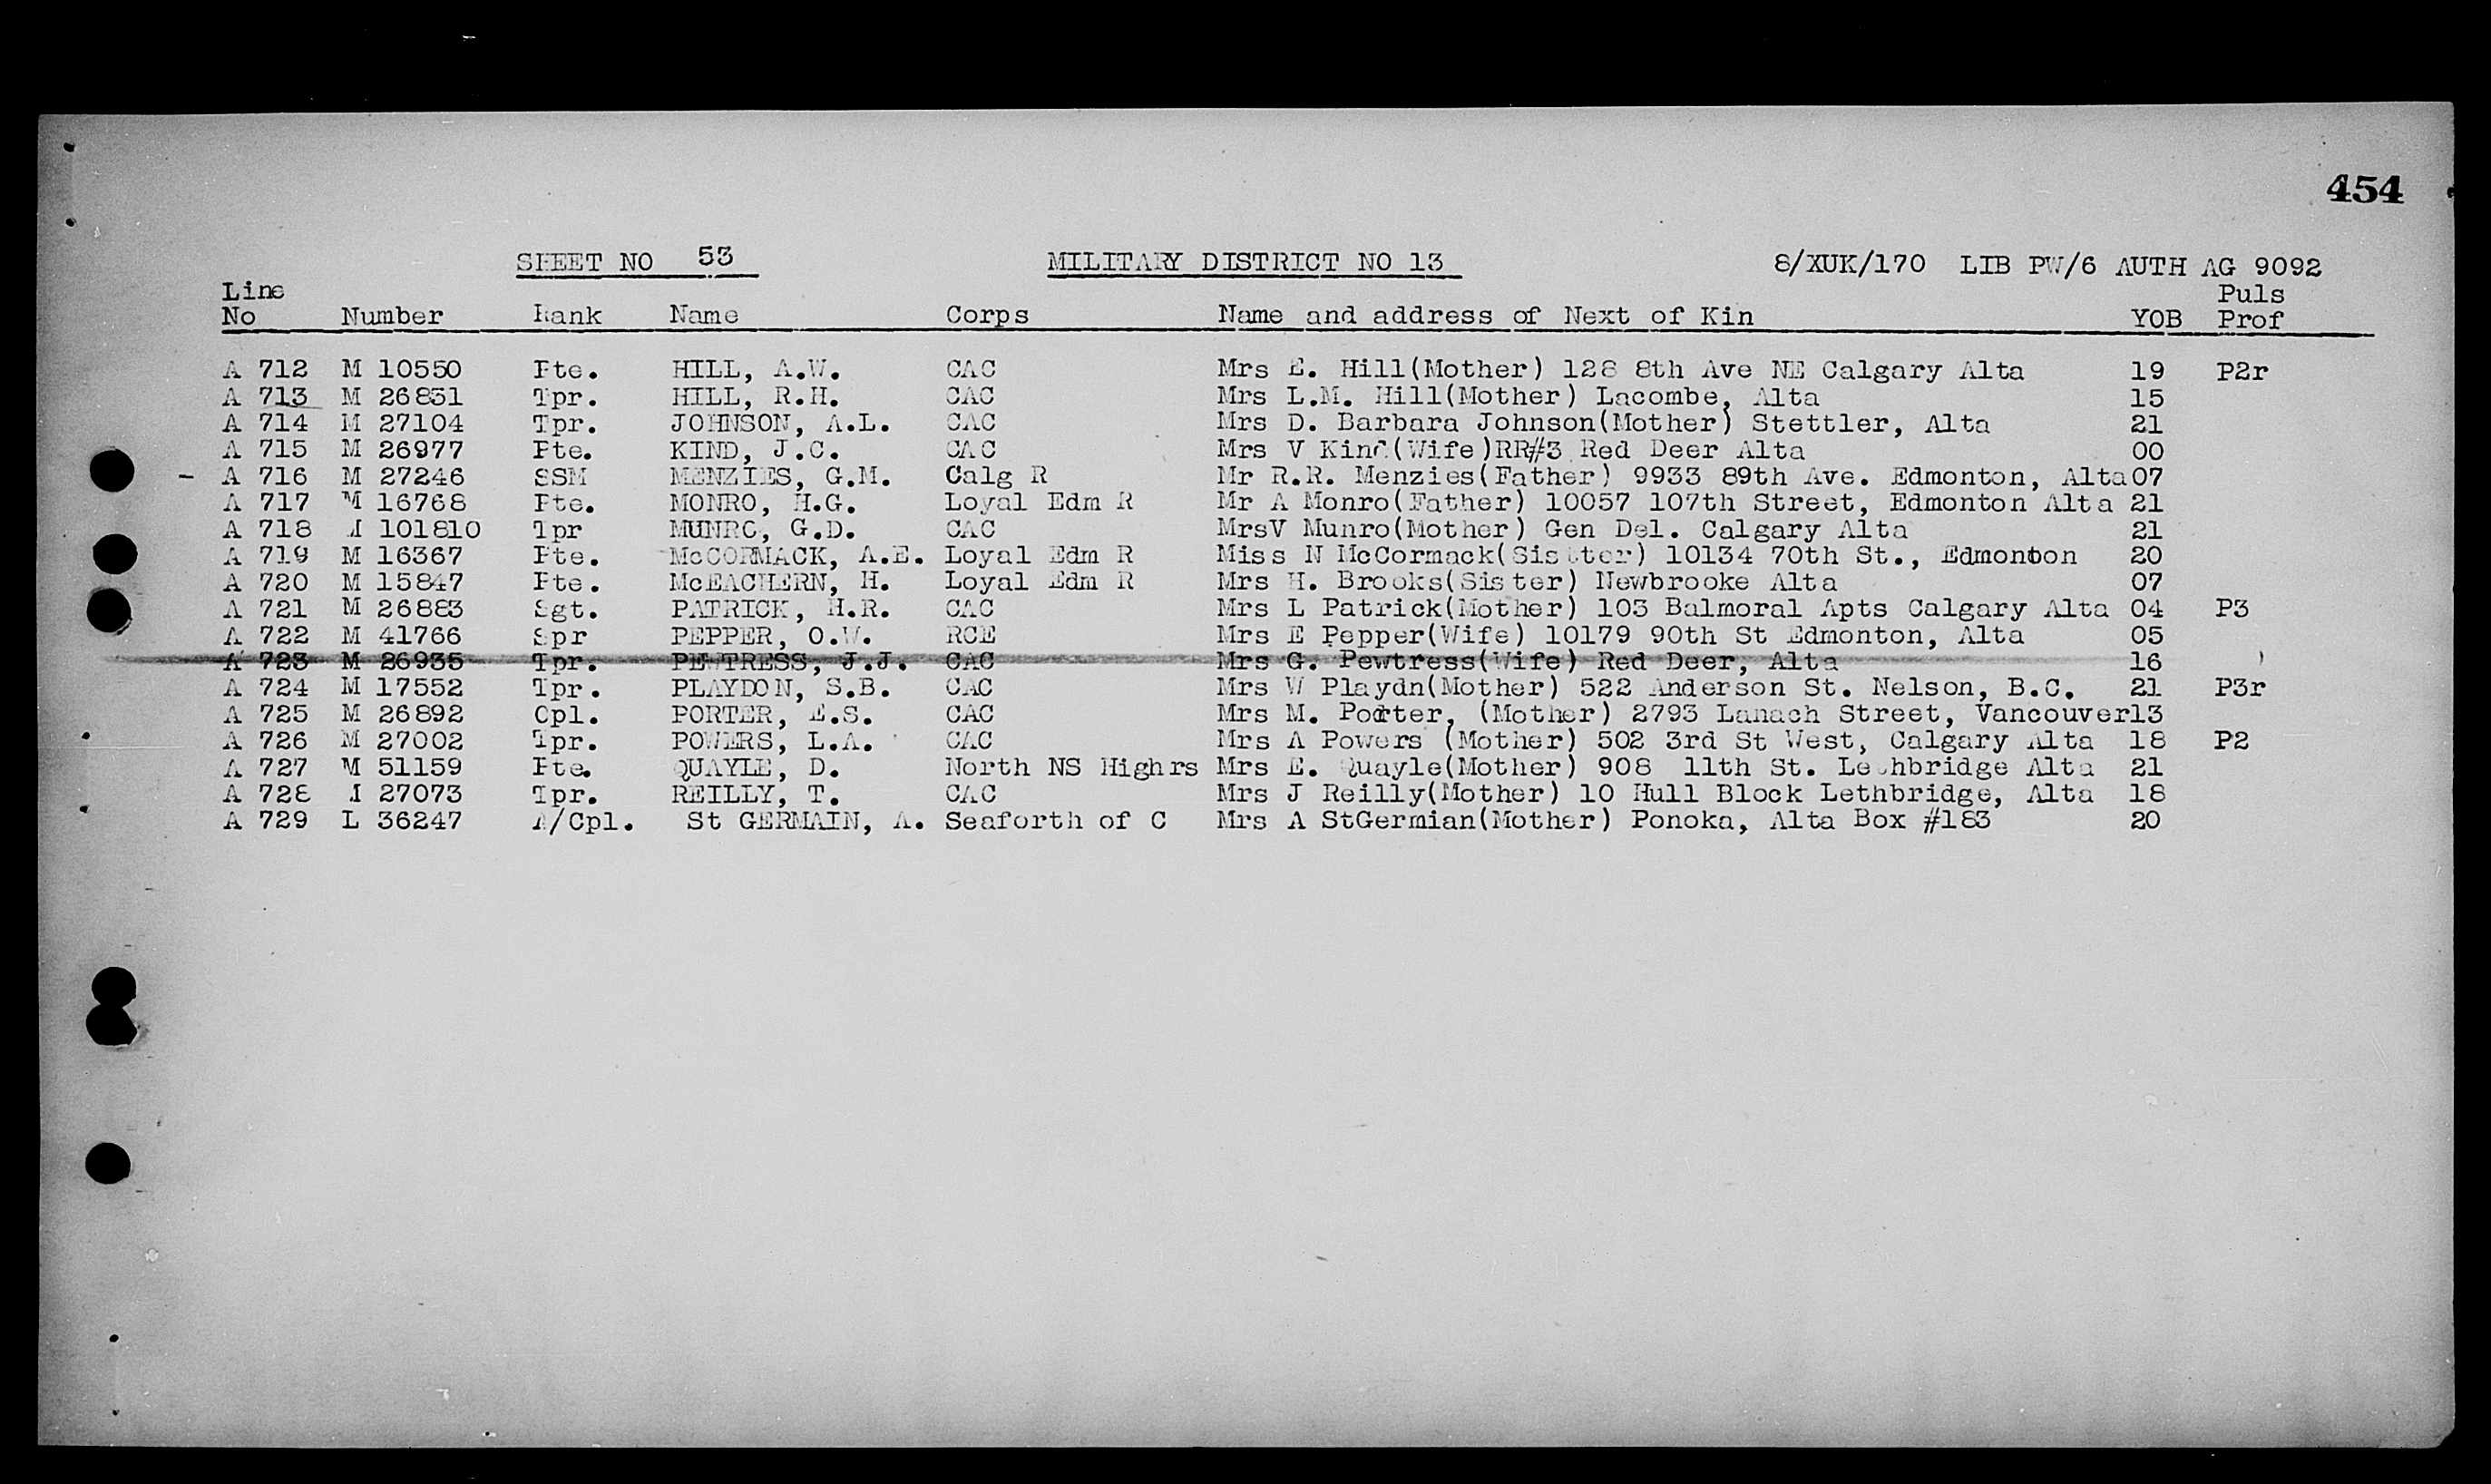 454
SHEET NO 53 MILITARY DISTRICT NO 13 8/XUK/170 LIB PW/6 AUTH AG 9092
Line Puls
No Number Rank Name Corps Name and address of Next of Kin YOB Prof
A 712 M 10550 Pte. HILL, A.W. CAC Mrs E. Hill(Mother) 128 8th Ave NE Calgary Alta 19 P2r
A 713 M 26831 Tpr. HILL, R.H. CAC Mrs L.M. Hill(Mother) Lacombe, Alta 15
A 714 M 27104 Tpr. JOHNSON, A.L. CAC Mrs D. Barbara Johnson(Mother) Stettler, Alta 21
A 715 M 26977 Pte. KIND, J.C. CAC Mrs V Kind(Wife)RR#3 Red Deer Alta 00
- A 716 M 27246 SSM MENZIES, G.M. Calg R Mr R.R. Menzies(Father) 9933 89th Ave. Edmonton, Alta07
A 717 M 16768 Pte. MONRO, H.G. Loyal Edm R Mr A Monro(Father) 10057 107th Street, Edmonton Alta 21
A 718 M 101810 Tpr MUNRO, G.D. CAC MrsV Munro(Mother) Gen Del. Calgary Alta 21
A 719 M 16367 Pte. McCORMACK, A.E. Loyal Edm R Miss N McCormack(Sistter) 10134 70th St., Edmonton 20
A 720 M 15847 Pte. McEACHERN, H. Loyal Edm R Mrs H. Brooks(Sister) Newbrooke Alta 07
A 721 M 26883 Sgt. PATRICK, H.R. CAC Mrs L Patrick(Mother) 103 Balmoral Apts Calgary Alta 04 P3
A 722 M 41766 Spr PEPPER, O.W. RCE Mrs E Pepper(Wife) 10179 90th St Edmonton, Alta 05
A 723 M 26935 Tpr. PEWTRESS, J.J. CAC Mrs G. Pewtress(Wife) Red Deer, Alta 16
A 724 M 17552 Tpr. PLAYDON, S.B. CAC Mrs W Playdn(Mother) 522 Anderson St. Nelson, B.C. 21 P3r
A 725 M 26892 Cpl. PORTER, E.S. CAC Mrs M. Porter, (Mother) 2793 Lanach Street, Vancouver13
A 726 M 27002 Tpr. POWERS, L.A. CAC Mrs A Powers (Mother) 502 3rd St West, Calgary Alta 18 P2
A 727 M 51159 Pte. QUAYLE, D. North NS Highrs Mrs E. Quayle(Mother) 908 11th St. Lethbridge Alta 21
A 728 M 27073 Tpr. REILLY, T. CAC Mrs J Reilly(Mother) 10 Hull Block Lethbridge, Alta 18
A 729 L 36247 A/Cpl. St GERMAIN, A. Seaforth of C Mrs A StGermian(Mother) Ponoka, Alta Box #183 20